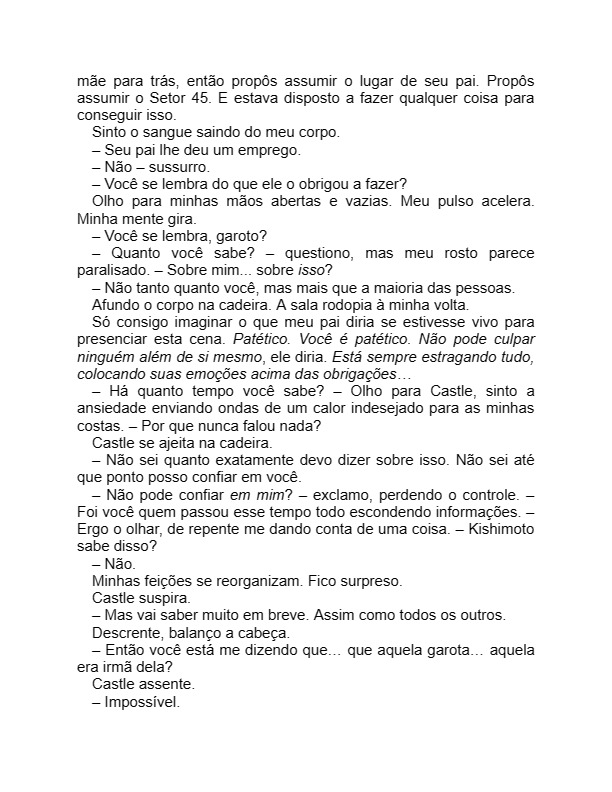 mãe para trás, então propôs assumir o lugar de seu pai. Propôs
assumir o Setor 45. E estava disposto a fazer qualquer coisa para
conseguir isso.
Sinto o sangue saindo do meu corpo.
– Seu pai lhe deu um emprego.
– Não – sussurro.
– Você se lembra do que ele o obrigou a fazer?
Olho para minhas mãos abertas e vazias. Meu pulso acelera.
Minha mente gira.
– Você se lembra, garoto?
– Quanto você sabe? – questiono, mas meu rosto parece
paralisado. – Sobre mim... sobre isso?
– Não tanto quanto você, mas mais que a maioria das pessoas.
Afundo o corpo na cadeira. A sala rodopia à minha volta.
Só consigo imaginar o que meu pai diria se estivesse vivo para
presenciar esta cena. Patético. Você é patético. Não pode culpar
ninguém além de si mesmo, ele diria. Está sempre estragando tudo,
colocando suas emoções acima das obrigações…
– Há quanto tempo você sabe? – Olho para Castle, sinto a
ansiedade enviando ondas de um calor indesejado para as minhas
costas. – Por que nunca falou nada?
Castle se ajeita na cadeira.
– Não sei quanto exatamente devo dizer sobre isso. Não sei até
que ponto posso confiar em você.
– Não pode confiar em mim? – exclamo, perdendo o controle. –
Foi você quem passou esse tempo todo escondendo informações. –
Ergo o olhar, de repente me dando conta de uma coisa. – Kishimoto
sabe disso?
– Não.
Minhas feições se reorganizam. Fico surpreso.
Castle suspira.
– Mas vai saber muito em breve. Assim como todos os outros.
Descrente, balanço a cabeça.
– Então você está me dizendo que… que aquela garota… aquela
era irmã dela?
Castle assente.
– Impossível.